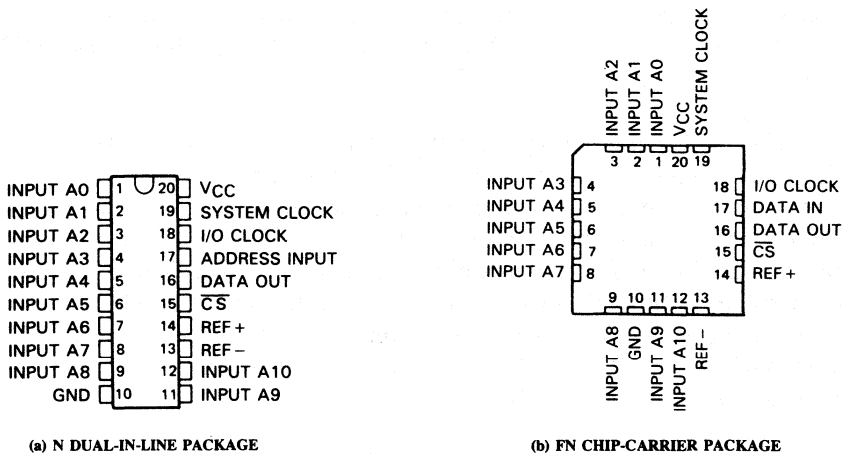 INPUT A0 1 20 VCC
INPUT A1 2 19 SYSTEM CLOCK
INPUT A2 3 18 I/O CLOCK
INPUT A3 4 17 ADDRESS INPUT
INPUT A4 5 16 DATA OUT
INPUT A5 6 15 C̅S̅
INPUT A6 7 14 REF+
INPUT A7 8 13 REF−
INPUT A8 9 12 INPUT A10
GND 10 11 INPUT A9
(a) N DUAL-IN-LINE PACKAGE
INPUT A2
INPUT A1
INPUT A0
VCC
SYSTEM CLOCK
3 2 1 20 19
INPUT A3 4 18 I/O CLOCK
INPUT A4 5 17 DATA IN
INPUT A5 6 16 DATA OUT
INPUT A6 7 15 C̅S̅
INPUT A7 8 14 REF+
9 10 11 12 13
INPUT A8
GND
INPUT A9
INPUT A10
REF−
(b) FN CHIP-CARRIER PACKAGE